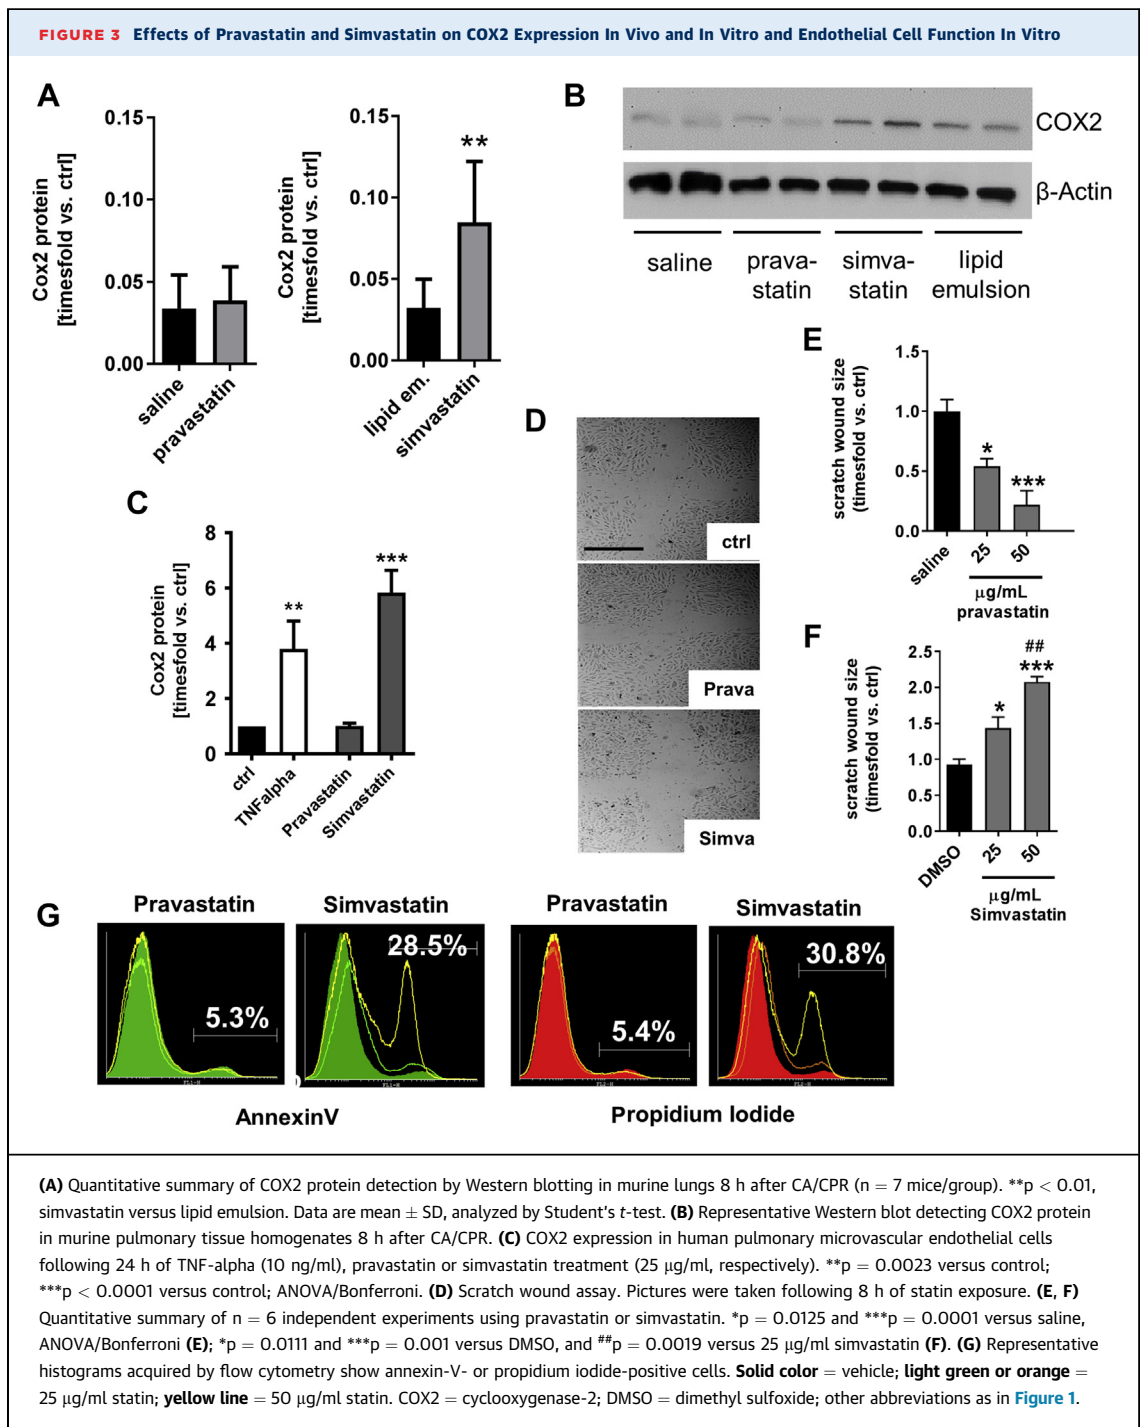 FIGURE 3 Effects of Pravastatin and Simvastatin on COX2 Expression In Vivo and In Vitro and Endothelial Cell Function In Vitro
A
Cox2 protein
[timesfold vs. ctrl]
0.15
0.10
0.05
0.00
saline
pravastatin
Cox2 protein
[timesfold vs. ctrl]
0.15
0.10
0.05
0.00
**
lipid em.
simvastatin
B
COX2
β-Actin
saline
prava-
statin
simva-
statin
lipid
emulsion
C
Cox2 protein
[timesfold vs. ctrl]
8
6
4
2
0
**
***
ctrl
TNFalpha
Pravastatin
Simvastatin
D
ctrl
Prava
Simva
E
scratch wound size
(timesfold vs. ctrl)
1.5
1.0
0.5
0.0
*
***
saline
25
50
μg/mL
pravastatin
F
scratch wound size
(timesfold vs. ctrl)
2.5
2.0
1.5
1.0
0.5
0.0
*
##
***
DMSO
25
50
μg/mL
Simvastatin
G
Pravastatin
5.3%
FL1-H
Simvastatin
28.5%
FL1-H
AnnexinV
Pravastatin
5.4%
FL2-H
Simvastatin
30.8%
FL2-H
Propidium Iodide
(A) Quantitative summary of COX2 protein detection by Western blotting in murine lungs 8 h after CA/CPR (n = 7 mice/group). **p < 0.01,
simvastatin versus lipid emulsion. Data are mean ± SD, analyzed by Student's t-test. (B) Representative Western blot detecting COX2 protein
in murine pulmonary tissue homogenates 8 h after CA/CPR. (C) COX2 expression in human pulmonary microvascular endothelial cells
following 24 h of TNF-alpha (10 ng/ml), pravastatin or simvastatin treatment (25 μg/ml, respectively). **p = 0.0023 versus control;
***p < 0.0001 versus control; ANOVA/Bonferroni. (D) Scratch wound assay. Pictures were taken following 8 h of statin exposure. (E, F)
Quantitative summary of n = 6 independent experiments using pravastatin or simvastatin. *p = 0.0125 and ***p = 0.0001 versus saline,
ANOVA/Bonferroni (E); *p = 0.0111 and ***p = 0.001 versus DMSO, and ##p = 0.0019 versus 25 μg/ml simvastatin (F). (G) Representative
histograms acquired by flow cytometry show annexin-V- or propidium iodide-positive cells. Solid color = vehicle; light green or orange =
25 μg/ml statin; yellow line = 50 μg/ml statin. COX2 = cyclooxygenase-2; DMSO = dimethyl sulfoxide; other abbreviations as in Figure 1.